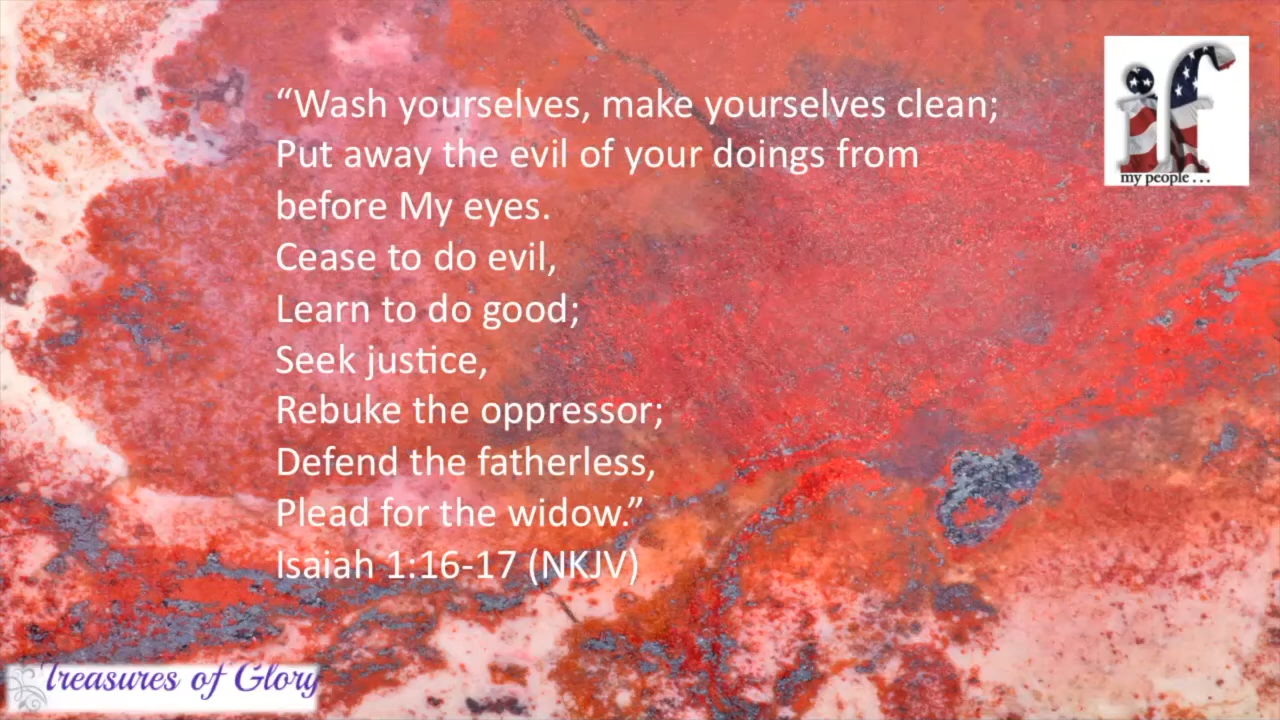 “Wash yourselves, make yourselves clean;
Put away the evil of your doings from
before My eyes.
Cease to do evil,
Learn to do good;
Seek justice,
Rebuke the oppressor;
Defend the fatherless,
Plead for the widow.”
Isaiah 1:16-17 (NKJV)
if
my people . . .
Treasures of Glory